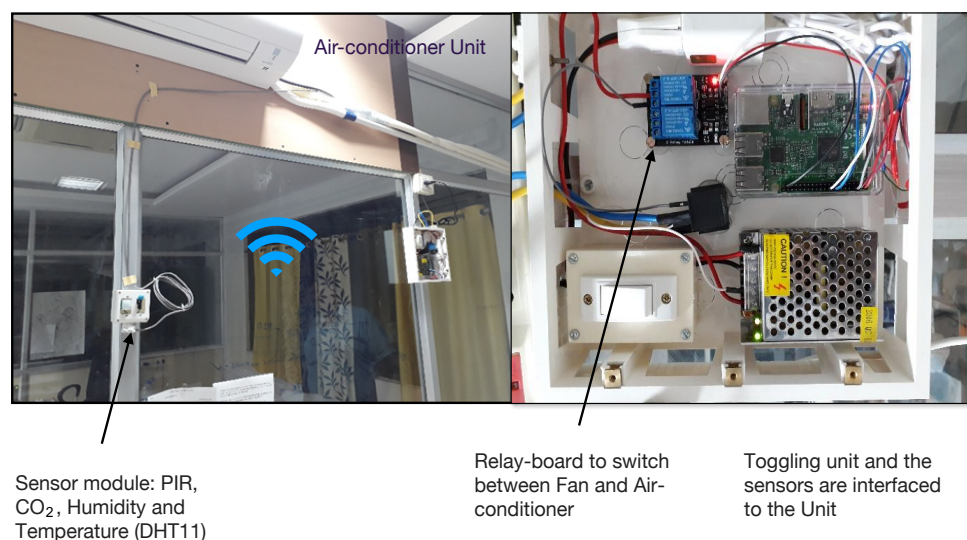 Air-conditioner Unit
CAUTION !
Sensor module: PIR,
CO₂, Humidity and
Temperature (DHT11)
Relay-board to switch
between Fan and Air-
conditioner
Toggling unit and the
sensors are interfaced
to the Unit